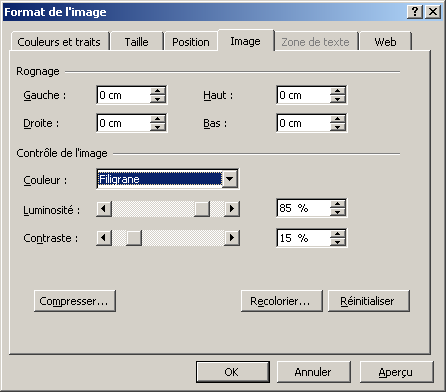 Format de l'image
Couleurs et traits Taille Position Image Zone de texte Web
Rognage
Gauche : 0 cm Haut : 0 cm
Droite : 0 cm Bas : 0 cm
Contrôle de l'image
Couleur : Filigrane
Luminosité : 85 %
Contraste : 15 %
Compresser... Recolorier... Réinitialiser
OK Annuler Aperçu